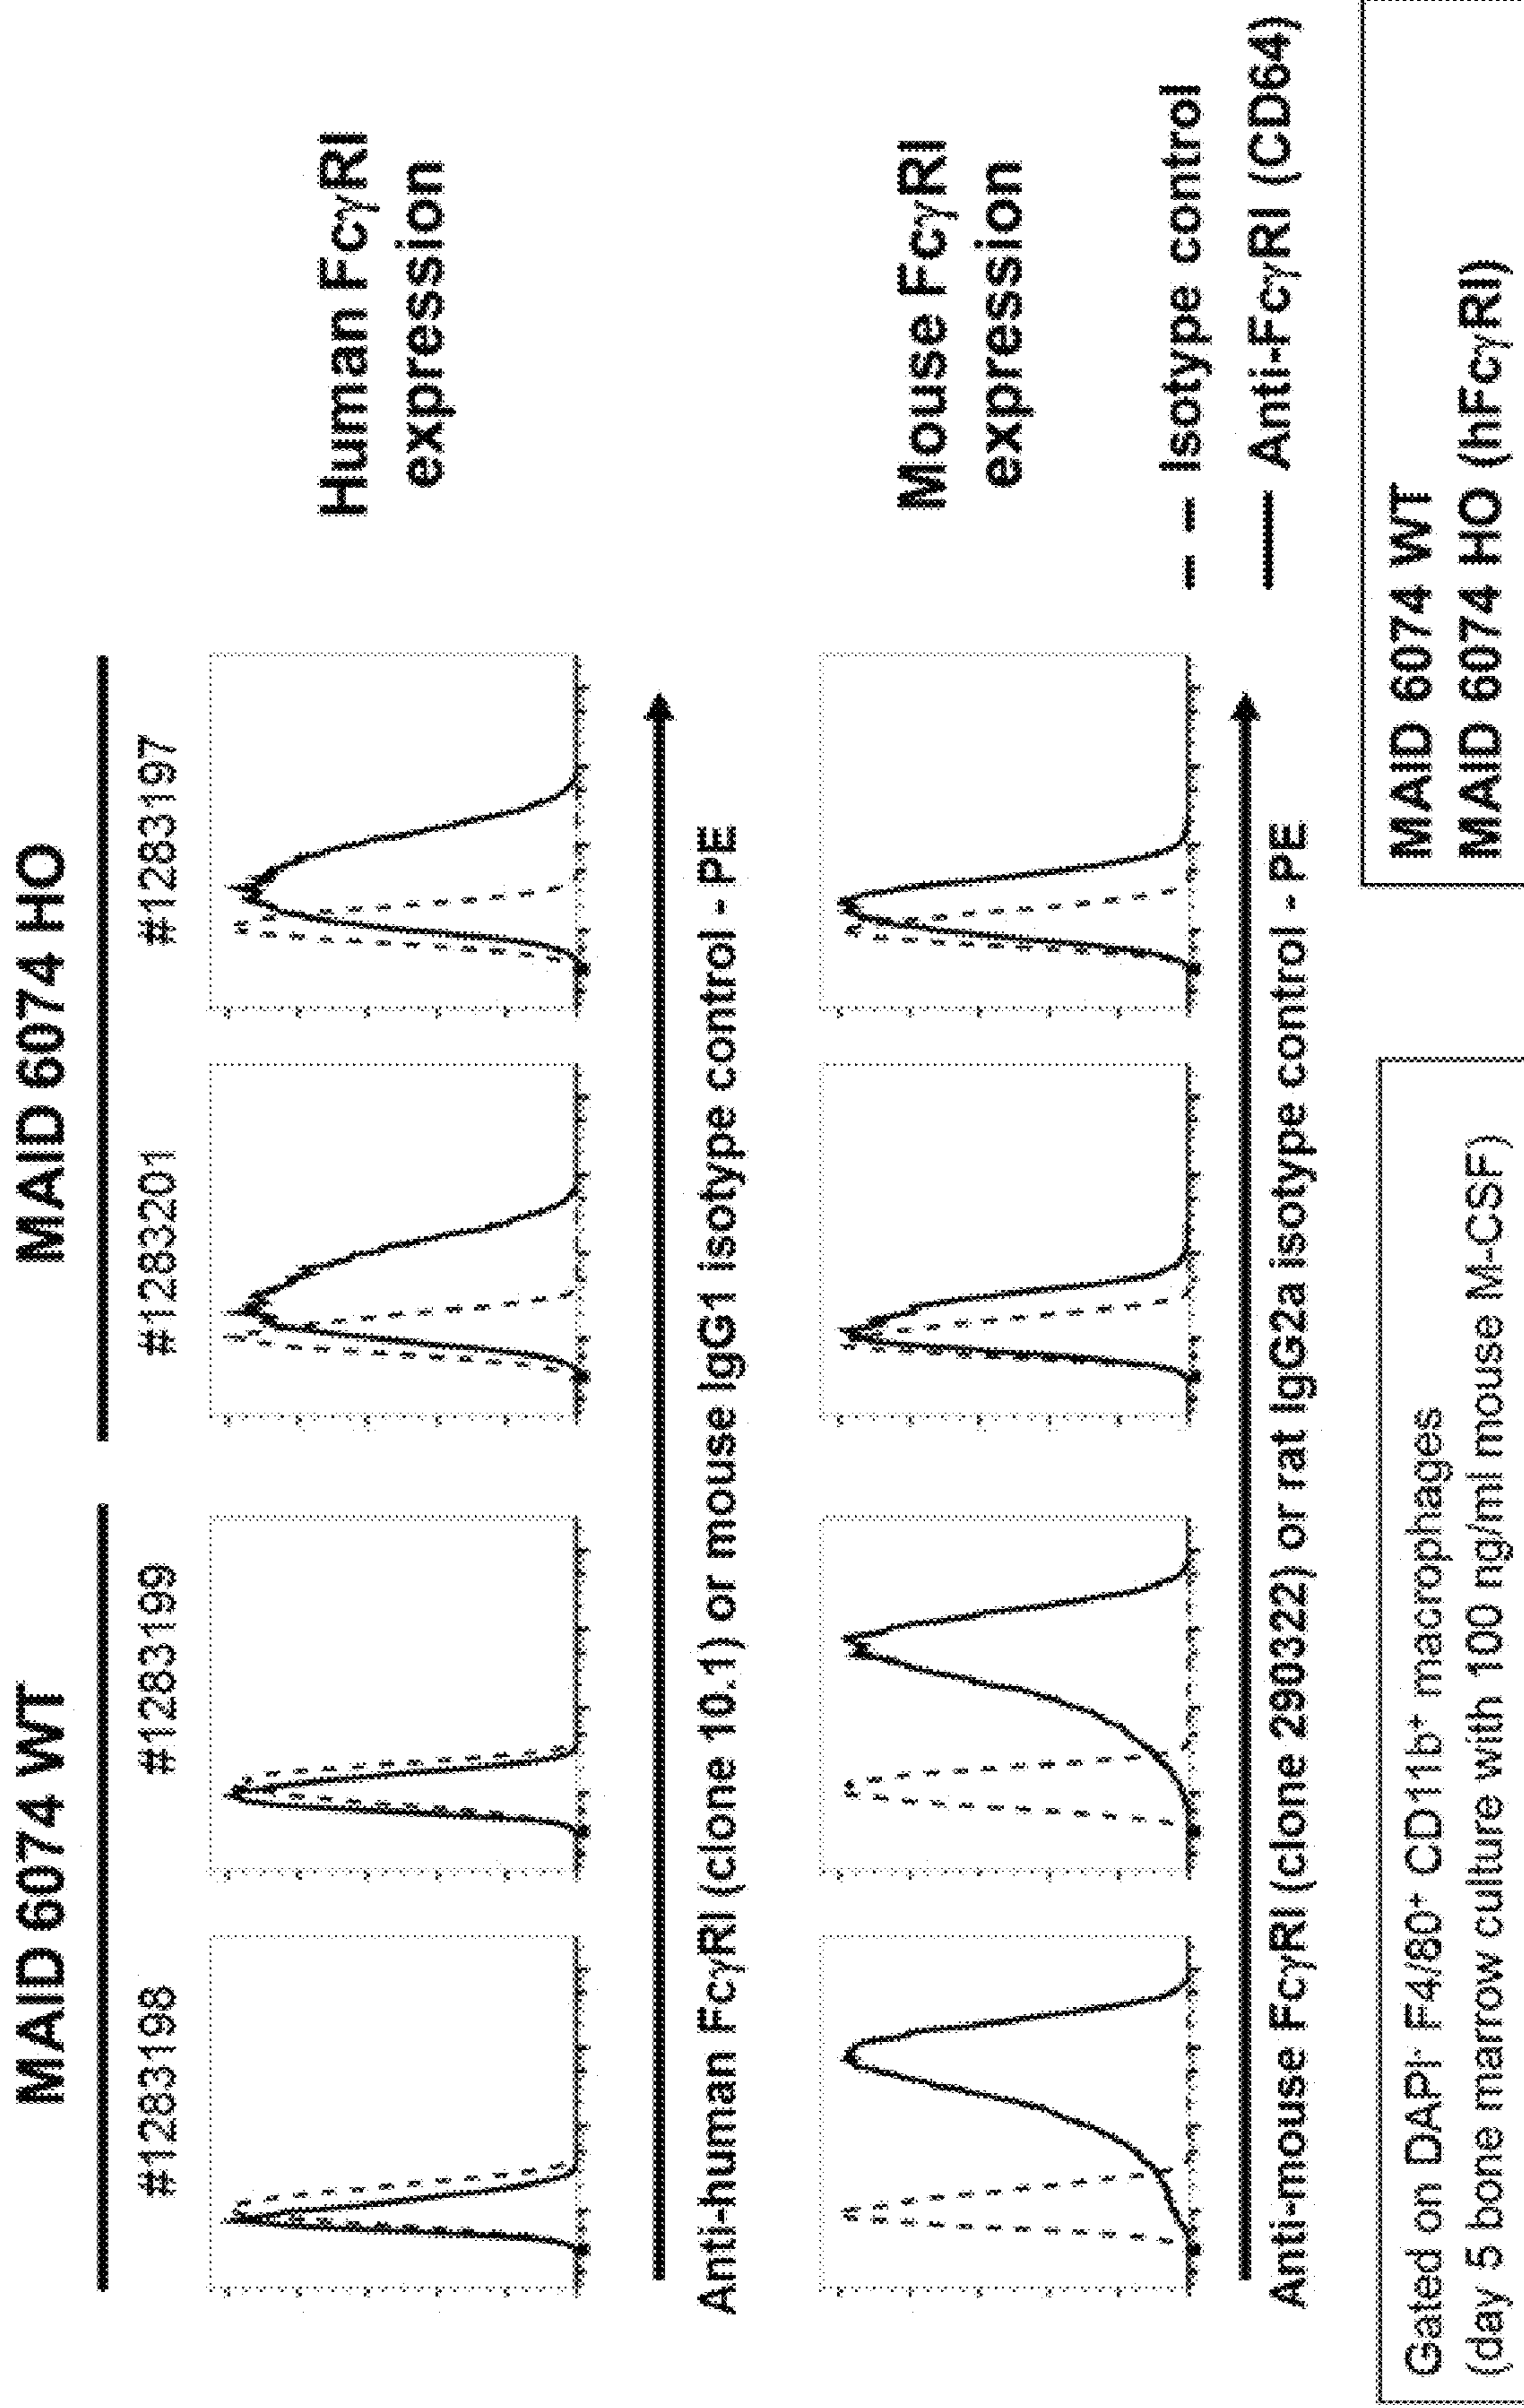 MAID 6074 WT
MAID 6074 HO
#1283198
#1283199
#1283201
#1283197
Human FcγRI
expression
Anti-human FcγRI (clone 10.1) or mouse IgG1 isotype control - PE
Mouse FcγRI
expression
Isotype control
Anti-FcγRI (CD64)
Anti-mouse FcγRI (clone 290322) or rat IgG2a isotype control - PE
Gated on DAPI⁻ F4/80⁺ CD11b⁺ macrophages
(day 5 bone marrow culture with 100 ng/ml mouse M-CSF)
MAID 6074 WT
MAID 6074 HO (hFcγRI)